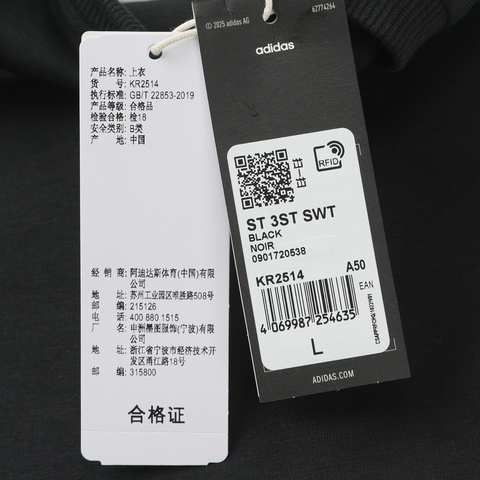 产品名称: 上衣
货 号: KR2514
执行标准: GB/T 22853-2019
产品等级: 合格品
检验合格: 检18
安全类别: B类
产 地: 中国
经 销 商: 阿迪达斯体育(中国)有限公司
地 址: 苏州工业园区唯胜路508号
邮 编: 215126
电 话: 400 880 1515
厂 名: 申洲
服饰(宁波)有限公司
地 址: 浙江省宁波市经济技术开发区甬江路18号
邮 编: 315800
合格证
© 2025 adidas AG
62774264
adidas
RFID
ST 3ST SWT
BLACK
NOIR
0901720538
KR2514
A50
EAN
4 069987 254635
L
ADIDAS.COM